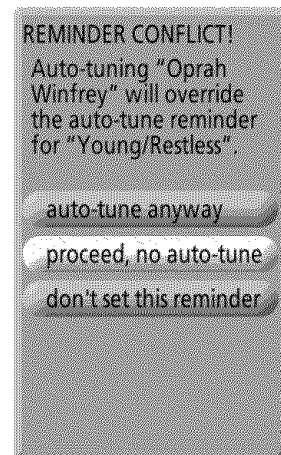 REMINDER CONFLICT!
Auto-tuning "Oprah
Winfrey" will override
the auto-tune reminder
for "Young/Restless".
auto-tune anyway
proceed, no auto-tune
don't set this reminder